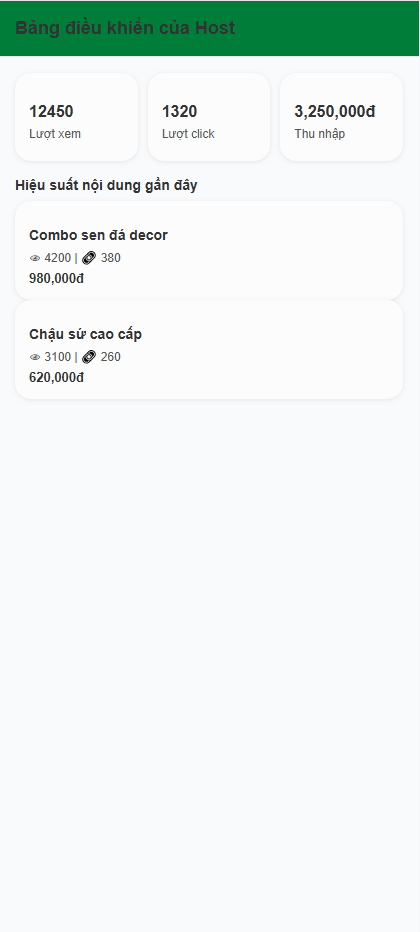 Bảng điều khiển của Host
12450
Lượt xem
1320
Lượt click
3,250,000đ
Thu nhập
Hiệu suất nội dung gần đây
Combo sen đá decor
👁 4200 | 🔗 380
980,000đ
Chậu sứ cao cấp
👁 3100 | 🔗 260
620,000đ